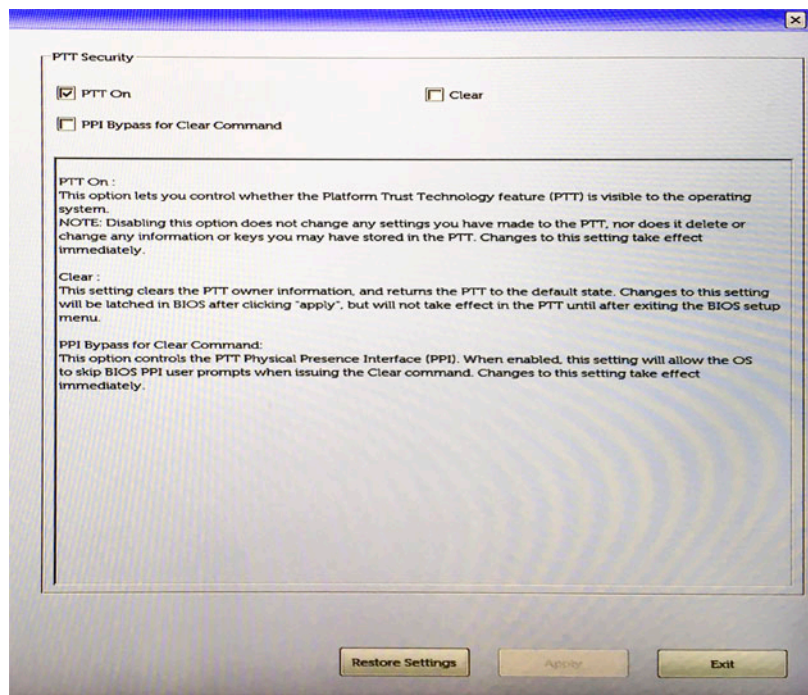 PTT Security
PTT On
Clear
PPI Bypass for Clear Command
PTT On :
This option lets you control whether the Platform Trust Technology feature (PTT) is visible to the operating
system.
NOTE: Disabling this option does not change any settings you have made to the PTT, nor does it delete or
change any information or keys you may have stored in the PTT. Changes to this setting take effect
immediately.
Clear :
This setting clears the PTT owner information, and returns the PTT to the default state. Changes to this setting
will be latched in BIOS after clicking "apply", but will not take effect in the PTT until after exiting the BIOS setup
menu.
PPI Bypass for Clear Command:
This option controls the PTT Physical Presence Interface (PPI). When enabled, this setting will allow the OS
to skip BIOS PPI user prompts when issuing the Clear command. Changes to this setting take effect
immediately.
Restore Settings
Apply
Exit